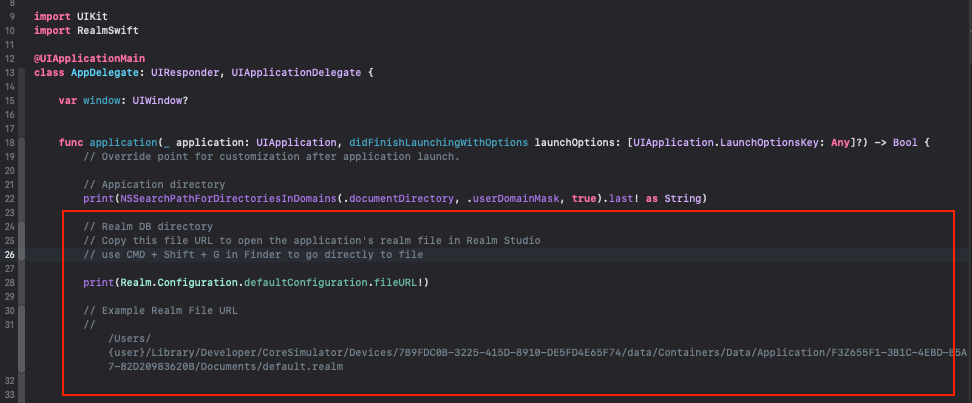 8
9 import UIKit
10 import RealmSwift
11
12 @UIApplicationMain
13 class AppDelegate: UIResponder, UIApplicationDelegate {
14
15 var window: UIWindow?
16
17
18 func application(_ application: UIApplication, didFinishLaunchingWithOptions launchOptions: [UIApplication.LaunchOptionsKey: Any]?) -> Bool {
19 // Override point for customization after application launch.
20
21 // Appication directory
22 print(NSSearchPathForDirectoriesInDomains(.documentDirectory, .userDomainMask, true).last! as String)
23
24 // Realm DB directory
25 // Copy this file URL to open the application's realm file in Realm Studio
26 // use CMD + Shift + G in Finder to go directly to file
27
28 print(Realm.Configuration.defaultConfiguration.fileURL!)
29
30 // Example Realm File URL
31 //
/Users/
{user}/Library/Developer/CoreSimulator/Devices/7B9FDC0B-3225-415D-8910-DE5FD4E65F74/data/Containers/Data/Application/F3Z655F1-3B1C-4EBD-B5A
7-82D20983620B/Documents/default.realm
32
33